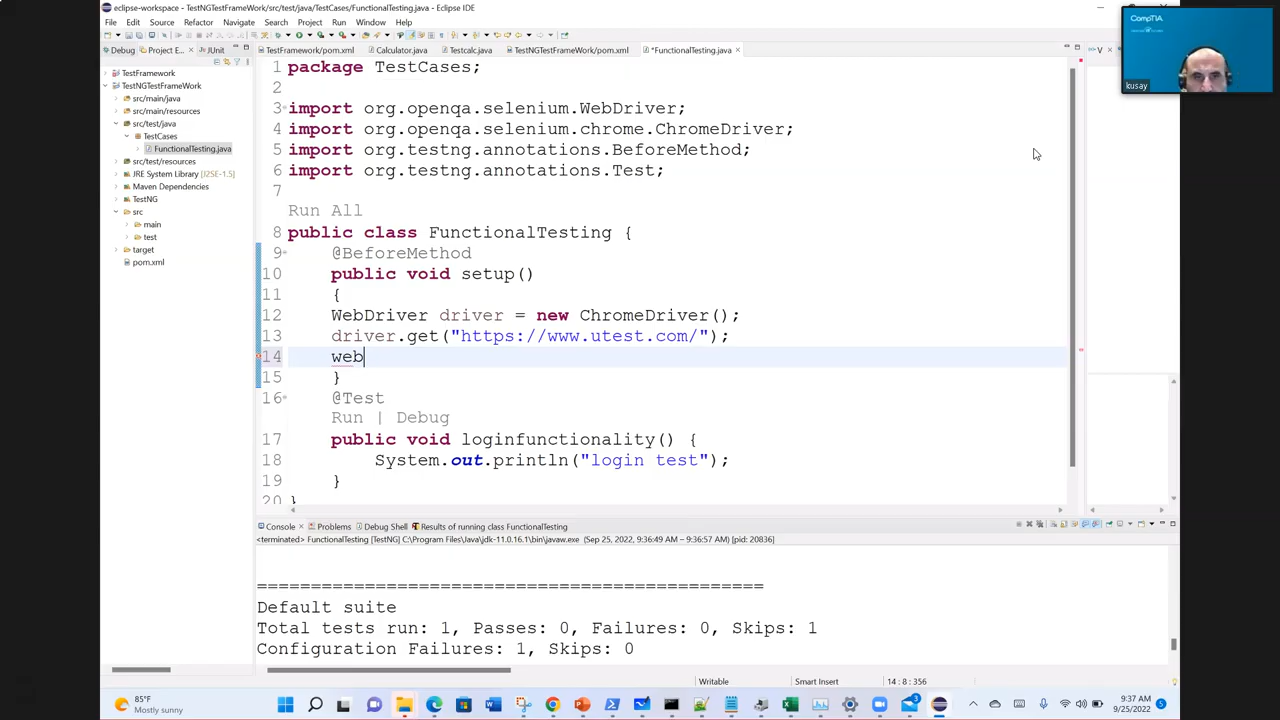 eclipse-workspace - TestNGTestFrameWork/src/test/java/TestCases/FunctionalTesting.java - Eclipse IDE
File Edit Source Refactor Navigate Search Project Run Window Help
Debug Project E... JUnit
TestFramework/pom.xml Calculator.java Testcalc.java TestNGTestFrameWork/pom.xml *FunctionalTesting.java
TestFramework
TestNGTestFrameWork
src/main/java
src/main/resources
src/test/java
TestCases
FunctionalTesting.java
src/test/resources
JRE System Library [J2SE-1.5]
Maven Dependencies
TestNG
src
main
test
target
pom.xml
1 package TestCases;
2
3 import org.openqa.selenium.WebDriver;
4 import org.openqa.selenium.chrome.ChromeDriver;
5 import org.testng.annotations.BeforeMethod;
6 import org.testng.annotations.Test;
7
Run All
8 public class FunctionalTesting {
9 @BeforeMethod
10 public void setup()
11 {
12 WebDriver driver = new ChromeDriver();
13 driver.get("https://www.utest.com/");
14 web
15 }
16 @Test
Run | Debug
17 public void loginfunctionality() {
18 System.out.println("login test");
19 }
20 }
CompTIA
kusay
Console Problems Debug Shell Results of running class FunctionalTesting
<terminated> FunctionalTesting [TestNG] C:\Program Files\Java\jdk-11.0.16.1\bin\javaw.exe (Sep 25, 2022, 9:36:49 AM – 9:36:57 AM) [pid: 20836]
===============================================
Default suite
Total tests run: 1, Passes: 0, Failures: 0, Skips: 1
Configuration Failures: 1, Skips: 0
Writable Smart Insert 14 : 8 : 356
85°F
Mostly sunny
9:37 AM
9/25/2022